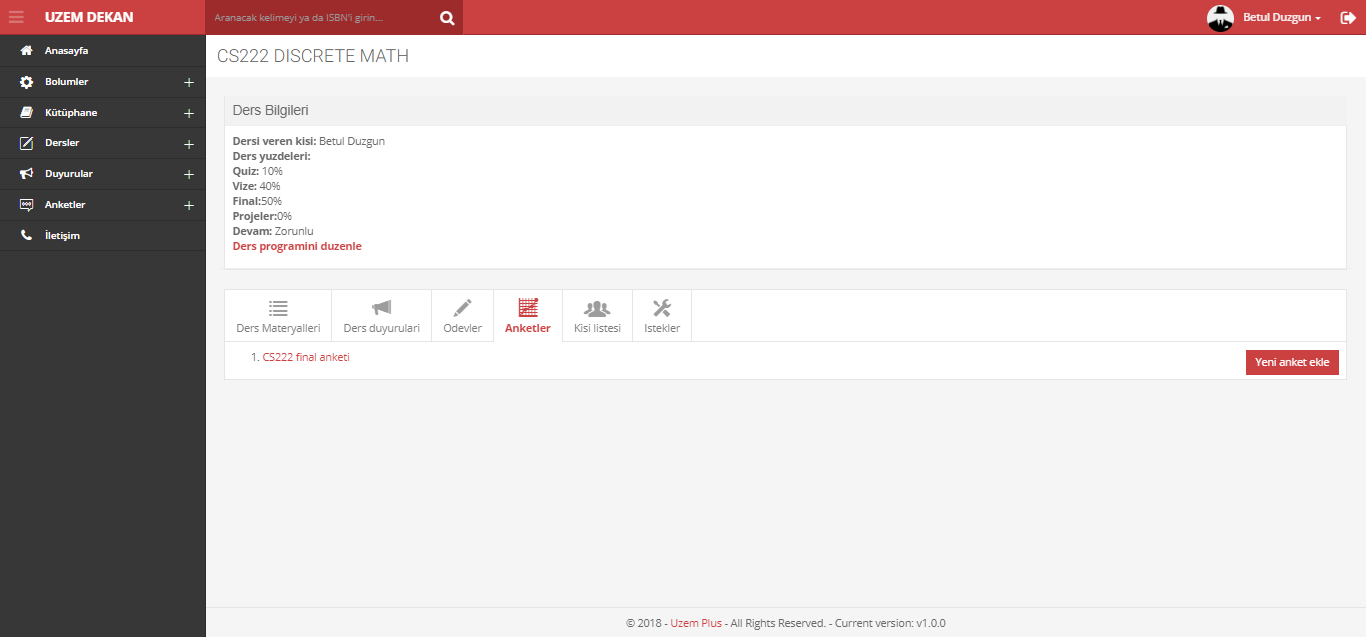 UZEM DEKAN
Aranacak kelimeyi ya da ISBN'i girin...
Betul Duzgun
Anasayfa
Bolumler
Kütüphane
Dersler
Duyurular
Anketler
İletişim
CS222 DISCRETE MATH
Ders Bilgileri
Dersi veren kisi: Betul Duzgun
Ders yuzdeleri:
Quiz: 10%
Vize: 40%
Final:50%
Projeler:0%
Devam: Zorunlu
Ders programini duzenle
Ders Materyalleri
Ders duyurulari
Odevler
Anketler
Kisi listesi
Istekler
1. CS222 final anketi
Yeni anket ekle
© 2018 - Uzem Plus - All Rights Reserved. - Current version: v1.0.0